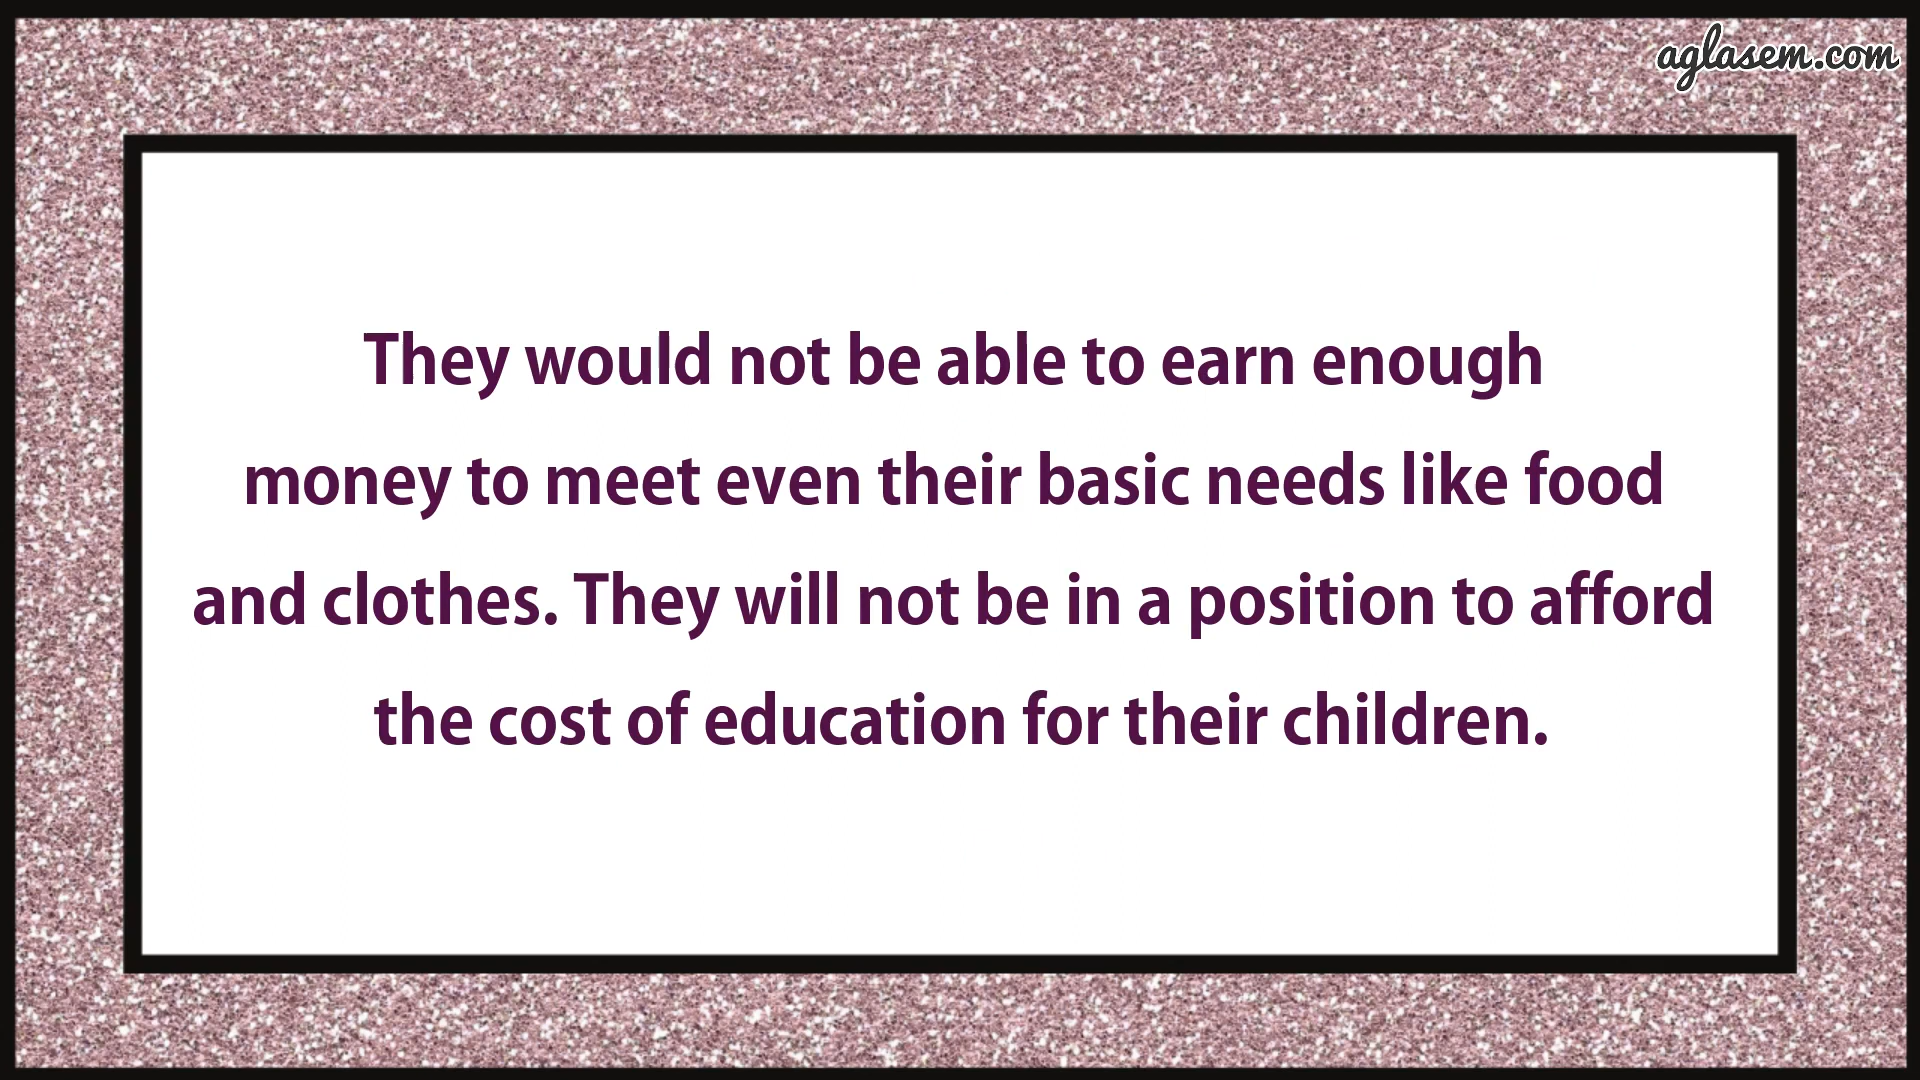 aglasem.com
They would not be able to earn enough
money to meet even their basic needs like food
and clothes. They will not be in a position to afford
the cost of education for their children.